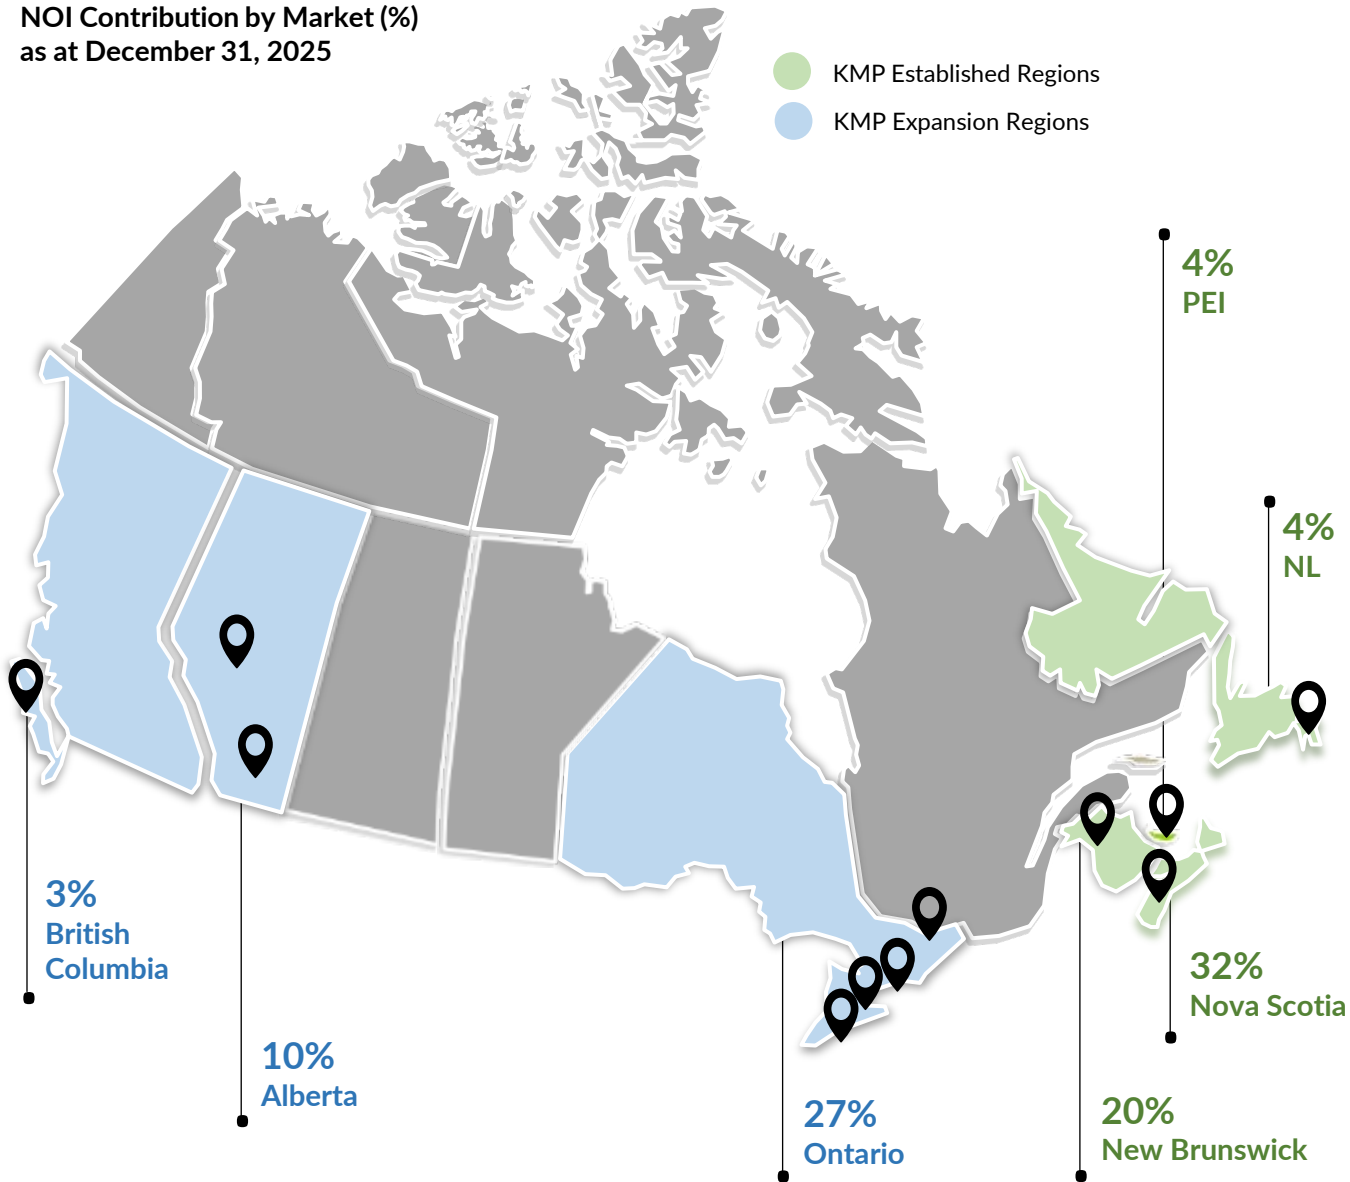 NOI Contribution by Market (%)
as at December 31, 2025
KMP Established Regions
KMP Expansion Regions
4%
PEI
4%
NL
3%
British
Columbia
32%
Nova Scotia
10%
Alberta
27%
Ontario
20%
New Brunswick